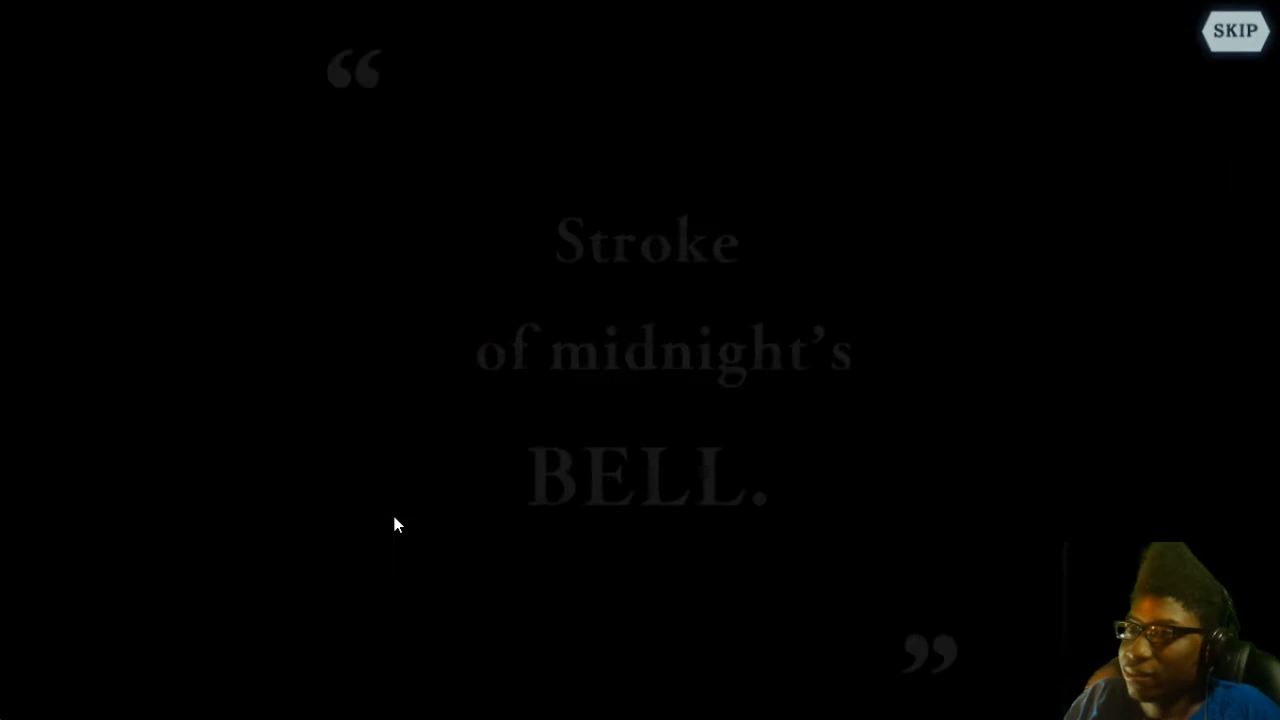 SKIP
“
Stroke
of midnight’s
BELL.
”